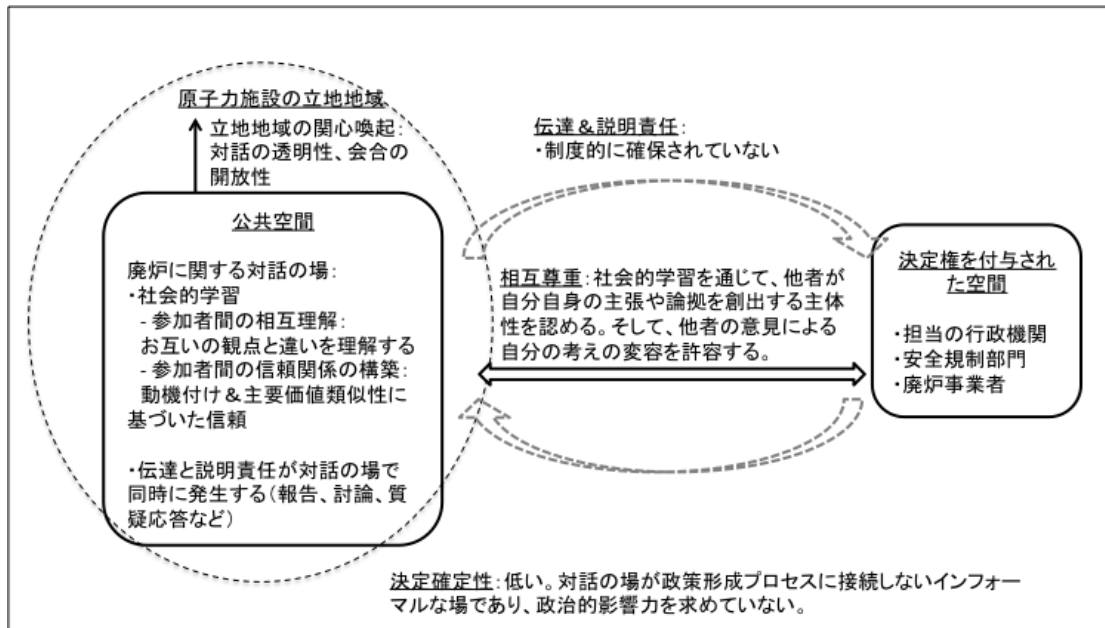 原子力施設の立地地域
立地地域の関心喚起：
対話の透明性、会合の
開放性
公共空間
廃炉に関する対話の場：
・社会的学習
- 参加者間の相互理解：
お互いの観点と違いを理解する
- 参加者間の信頼関係の構築：
動機付け＆主要価値類似性に
基づいた信頼
・伝達と説明責任が対話の場で
同時に発生する（報告、討論、質
疑応答など）
伝達＆説明責任：
・制度的に確保されていない
相互尊重：社会的学習を通じて、他者が
自分自身の主張や論拠を創出する主体
性を認める。そして、他者の意見による
自分の考えの変容を許容する。
決定権を付与され
た空間
・担当の行政機関
・安全規制部門
・廃炉事業者
決定確定性：低い。対話の場が政策形成プロセスに接続しないインフォー
マルな場であり、政治的影響力を求めていない。